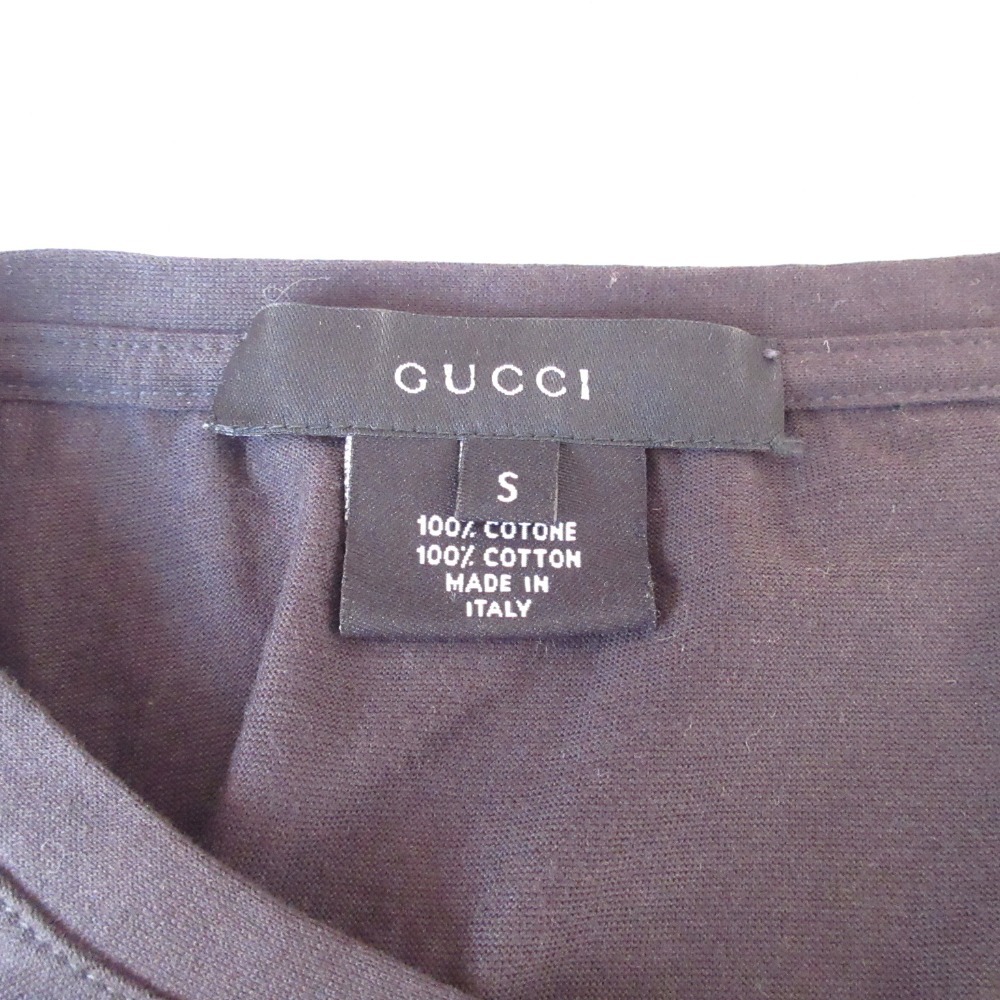 GUCCI
S
100% COTONE
100% COTTON
MADE IN
ITALY